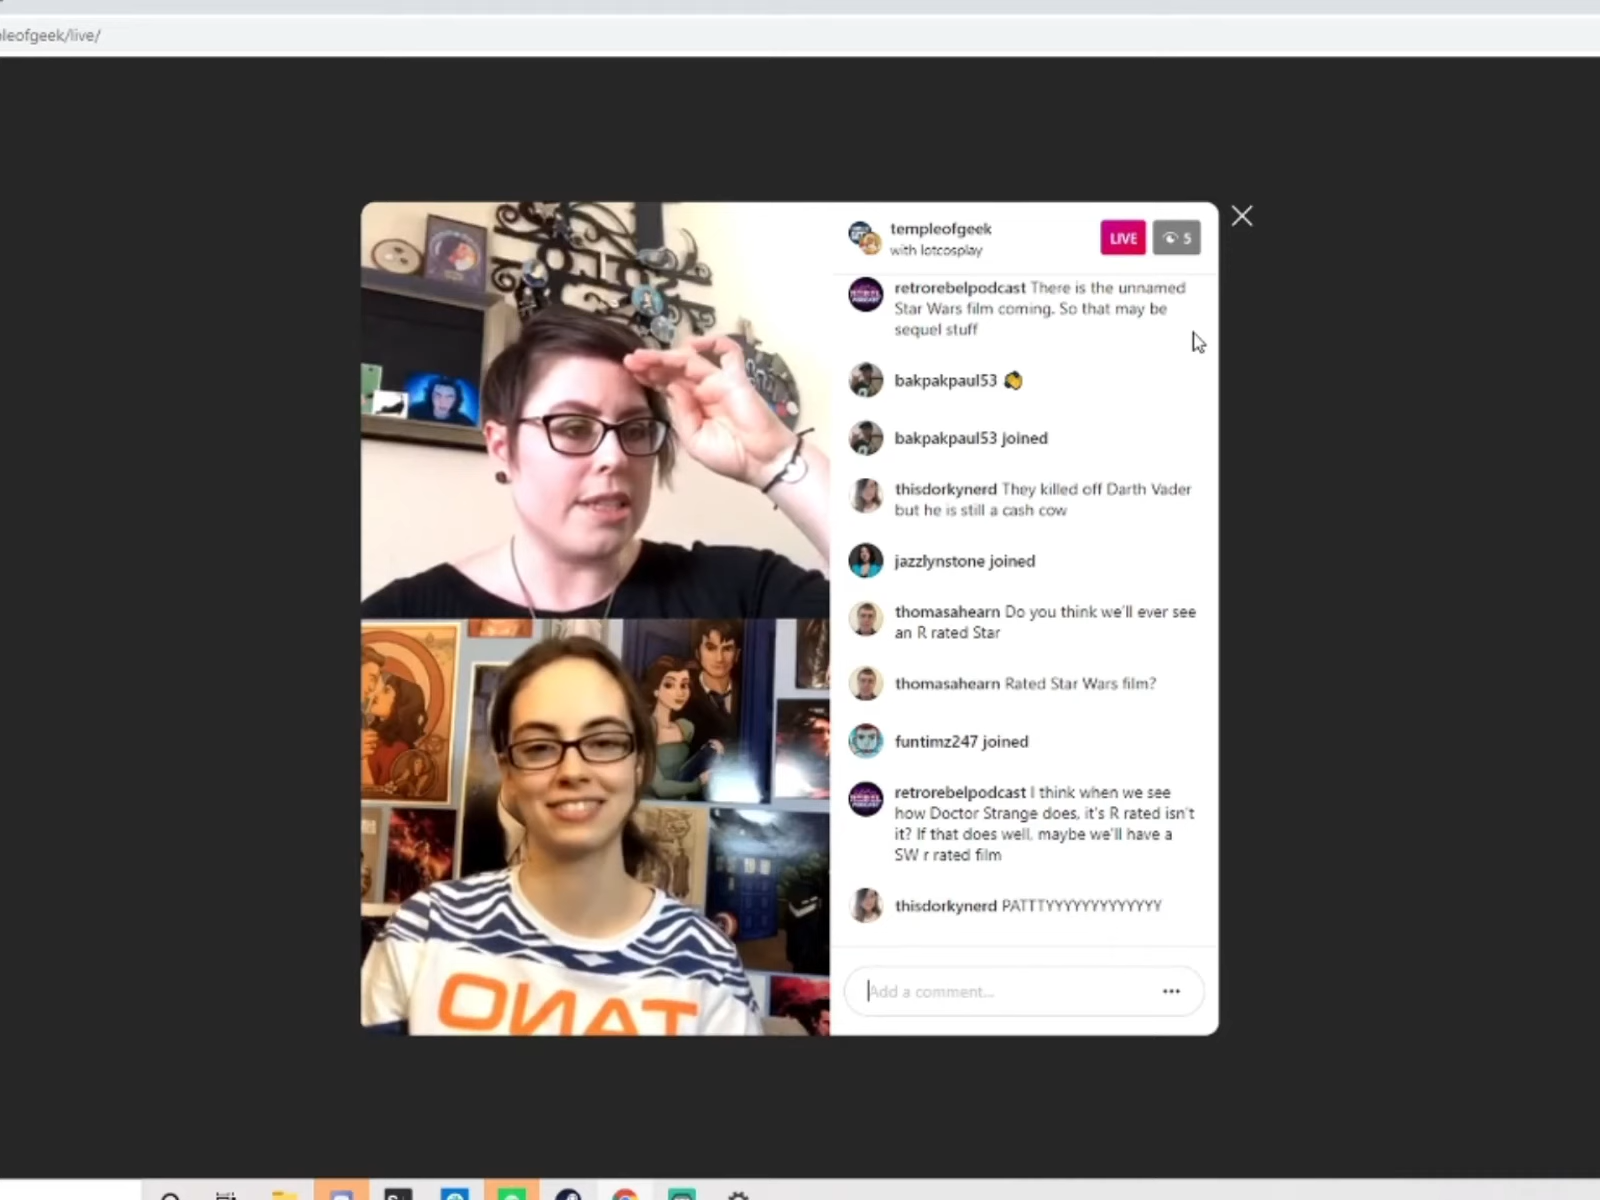 leofgeek/live/
templeofgeek
with lotcosplay
LIVE
5
retrorebelpodcast There is the unnamed
Star Wars film coming. So that may be
sequel stuff
bakpakpaul53
bakpakpaul53 joined
thisdorkynerd They killed off Darth Vader
but he is still a cash cow
jazzlynstone joined
thomasahearn Do you think we'll ever see
an R rated Star
thomasahearn Rated Star Wars film?
funtimz247 joined
retrorebelpodcast I think when we see
how Doctor Strange does, it's R rated isn't
it? If that does well, maybe we'll have a
SW r rated film
thisdorkynerd PATTTYYYYYYYYYYYYY
Add a comment...
TANO